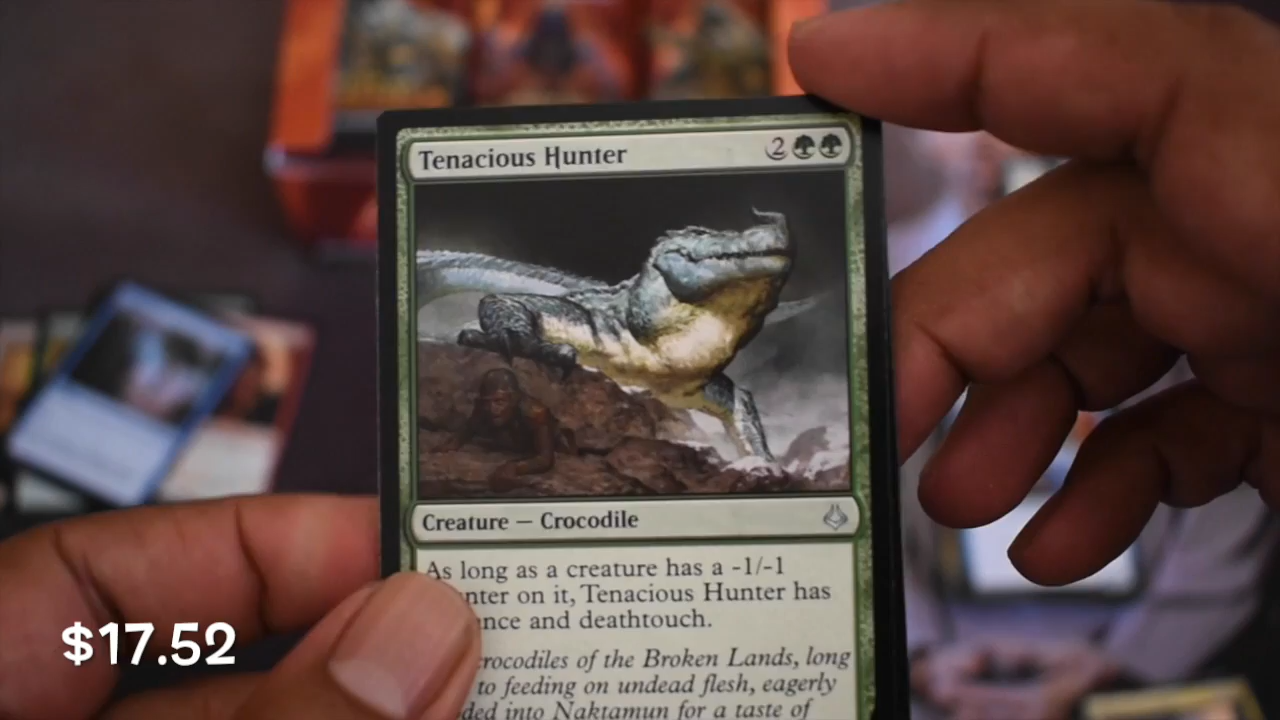 Tenacious Hunter 2
Creature — Crocodile
As long as a creature has a -1/-1
nter on it, Tenacious Hunter has
ance and deathtouch.
crocodiles of the Broken Lands, long
to feeding on undead flesh, eagerly
ded into Naktamun for a taste of
$17.52